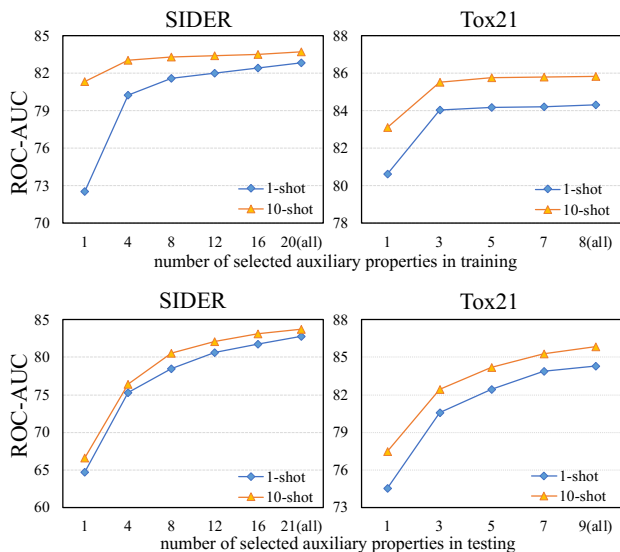 SIDER
Tox21
ROC-AUC
85
82
79
76
73
70
1-shot
10-shot
1 4 8 12 16 20(all)
88
86
84
82
80
78
1-shot
10-shot
1 3 5 7 8(all)
number of selected auxiliary properties in training
SIDER
Tox21
ROC-AUC
85
80
75
70
65
60
1-shot
10-shot
1 4 8 12 16 21(all)
88
85
82
79
76
73
1-shot
10-shot
1 3 5 7 9(all)
number of selected auxiliary properties in testing